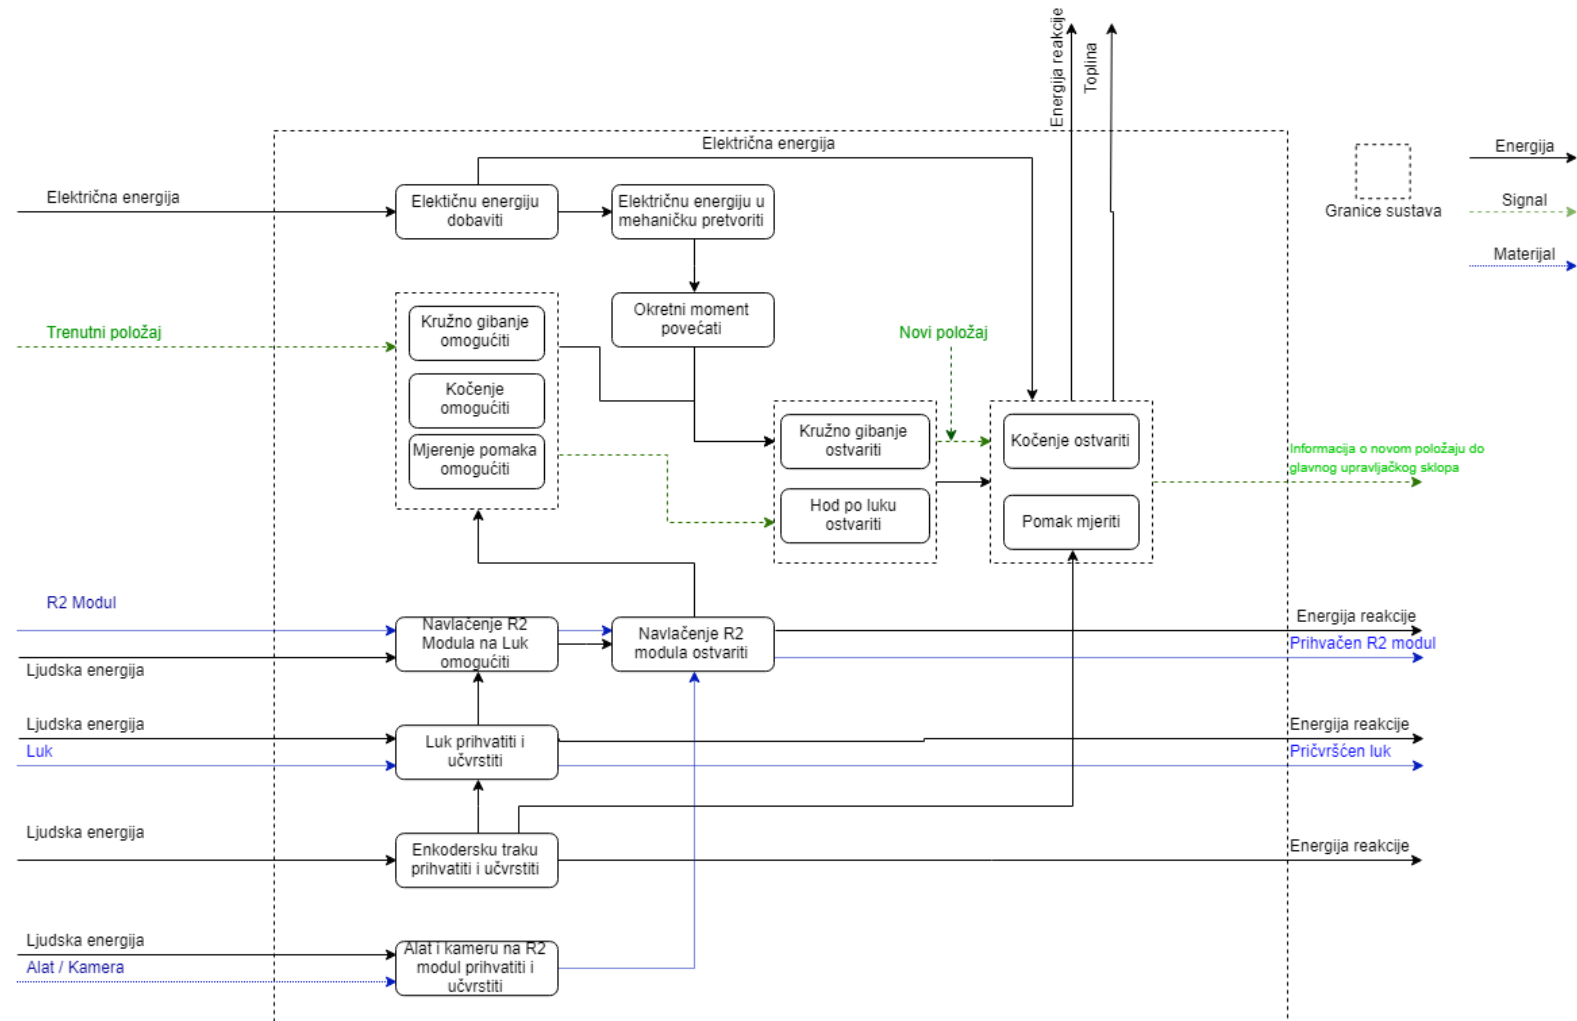 Energija reakcije
Toplina
Električna energija
Energija
Električna energija
Elektičnu energiju
dobaviti
Električnu energiju u
mehaničku pretvoriti
Signal
Granice sustava
Materijal
Trenutni položaj
Kružno gibanje
omogućiti
Okretni moment
povećati
Novi položaj
Kočenje
omogućiti
Mjerenje pomaka
omogućiti
Kružno gibanje
ostvariti
Kočenje ostvariti
Informacija o novom položaju do
glavnog upravljačkog sklopa
Hod po luku
ostvariti
Pomak mjeriti
R2 Modul
Ljudska energija
Navlačenje R2
Modula na Luk
omogućiti
Navlačenje R2
modula ostvariti
Energija reakcije
Prihvačen R2 modul
Ljudska energija
Luk
Luk prihvatiti i
učvrstiti
Energija reakcije
Pričvršćen luk
Ljudska energija
Enkodersku traku
prihvatiti i učvrstiti
Energija reakcije
Ljudska energija
Alat / Kamera
Alat i kameru na R2
modul prihvatiti i
učvrstiti